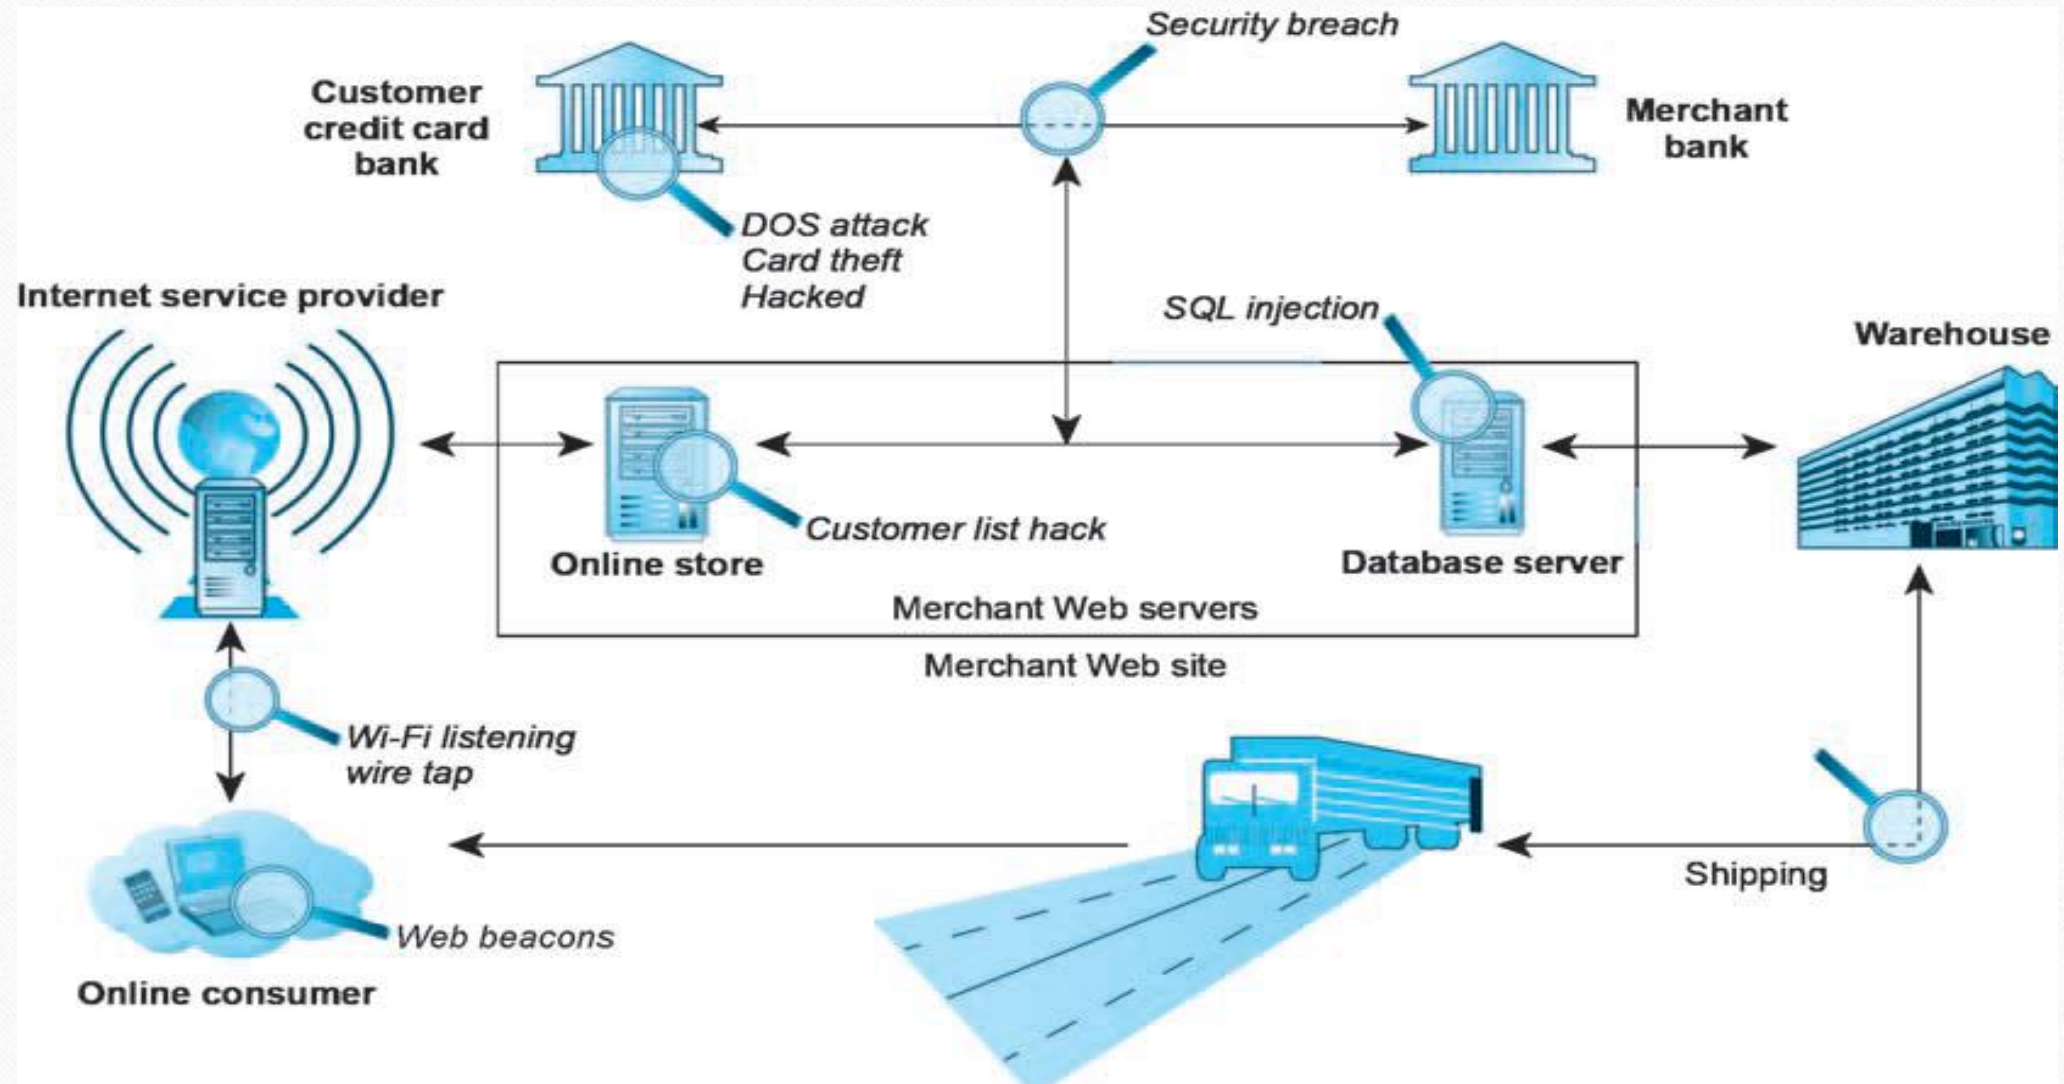 Security breach
Customer
credit card
bank
Merchant
bank
DOS attack
Card theft
Hacked
Internet service provider
SQL injection
Warehouse
Customer list hack
Online store
Database server
Merchant Web servers
Merchant Web site
Wi-Fi listening
wire tap
Shipping
Web beacons
Online consumer